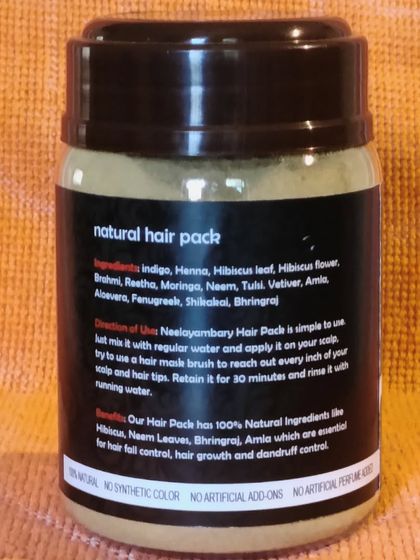 natural hair pack
Ingredients: indigo, Henna, Hibiscus leaf, Hibiscus flower,
Brahmi, Reetha, Moringa, Neem, Tulsi. Vetiver, Amla,
Aloevera, Fenugreek, Shikakai, Bhringraj
Direction of Use: Neelayambary Hair Pack is simple to use.
Just mix it with regular water and apply it on your scalp,
try to use a hair mask brush to reach out every inch of your
scalp and hair tips. Retain it for 30 minutes and rinse it with
running water.
Benefits: Our Hair Pack has 100% Natural Ingredients like
Hibiscus, Neem Leaves, Bhringraj, Amla which are essential
for hair fall control, hair growth and dandruff control.
100% NATURAL NO SYNTHETIC COLOR NO ARTIFICIAL ADD-ONS NO ARTIFICIAL PERFUME ADDED